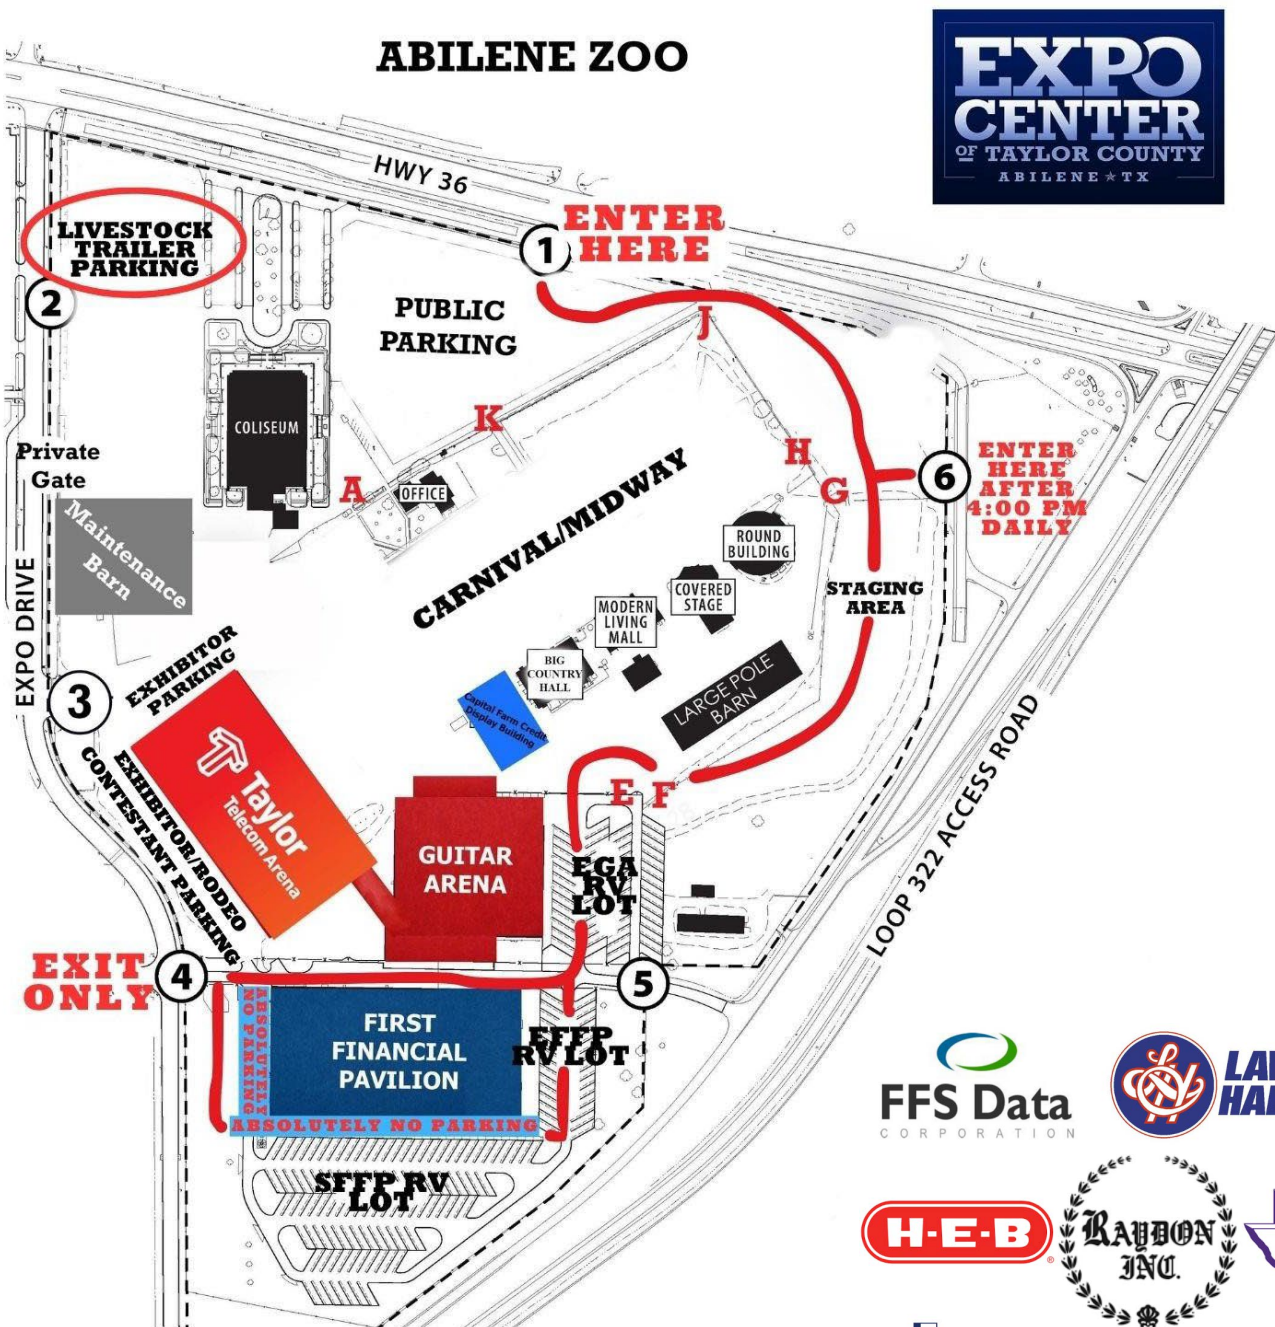 ABILENE ZOO
EXPO
CENTER
OF TAYLOR COUNTY
ABILENE ★ TX
HWY 36
ENTER
HERE
1
LIVESTOCK
TRAILER
PARKING
2
PUBLIC
PARKING
J
K
COLISEUM
Private
Gate
A
OFFICE
H
G
6
ENTER
HERE
AFTER
4:00 PM
DAILY
Maintenance
Barn
CARNIVAL/MIDWAY
ROUND
BUILDING
COVERED
STAGE
MODERN
LIVING
MALL
STAGING
AREA
EXPO DRIVE
BIG
COUNTRY
HALL
EXHIBITOR
PARKING
3
Capital Farm Credit
Display Building
LARGE POLE
BARN
LOOP 322 ACCESS ROAD
Taylor
Telecom Arena
EXHIBITOR/RODEO
CONTESTANT PARKING
E
F
GUITAR
ARENA
EGA
RV
LOT
EXIT
ONLY
4
5
ABSOLUTELY
NO PARKING
FIRST
FINANCIAL
PAVILION
EFFP
RV LOT
ABSOLUTELY NO PARKING
SFFP RV
LOT
FFS Data
CORPORATION
H-E-B
RAYDON
INC.